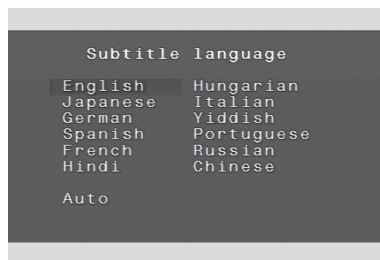 Subtitle language
English Hungarian
Japanese Italian
German Yiddish
Spanish Portuguese
French Russian
Hindi Chinese
Auto